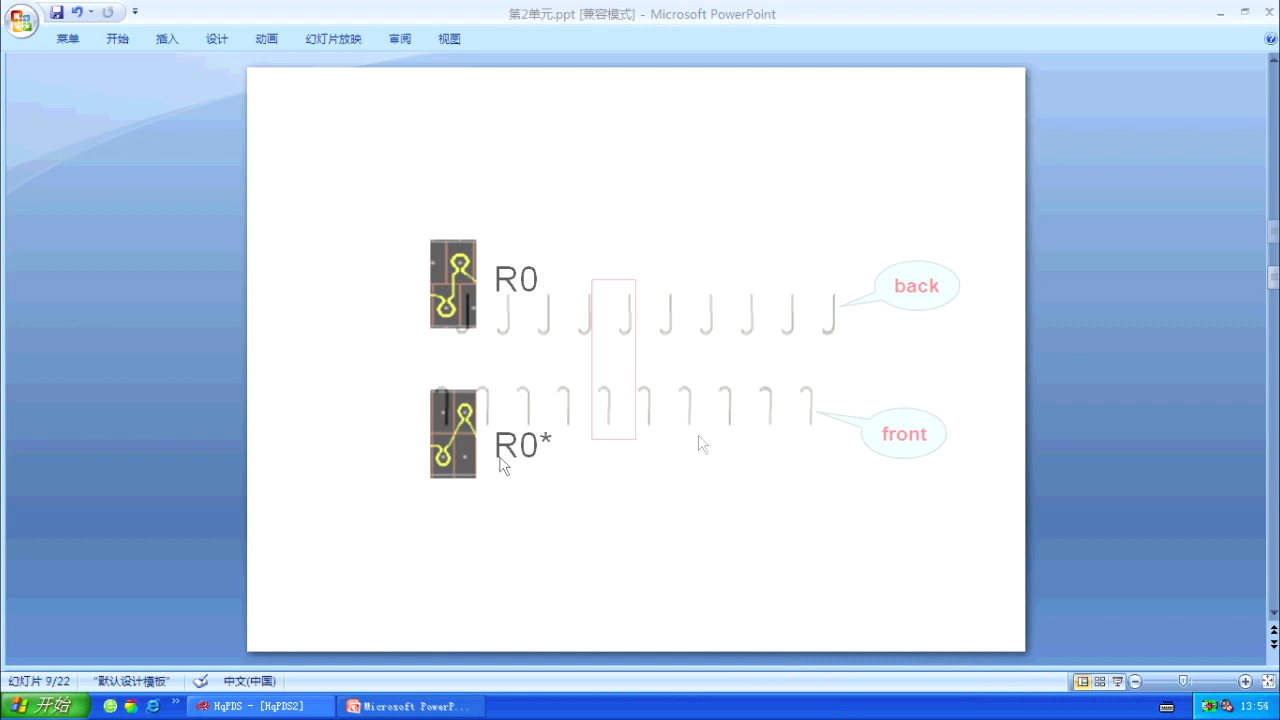 第2单元.ppt [兼容模式] - Microsoft PowerPoint
菜单 开始 插入 设计 动画 幻灯片放映 审阅 视图
R0
back
front
R0*
幻灯片 9/22 "默认设计模板" 中文(中国)
开始 HqPDS - [HqPDS2] Microsoft PowerP... 13:54